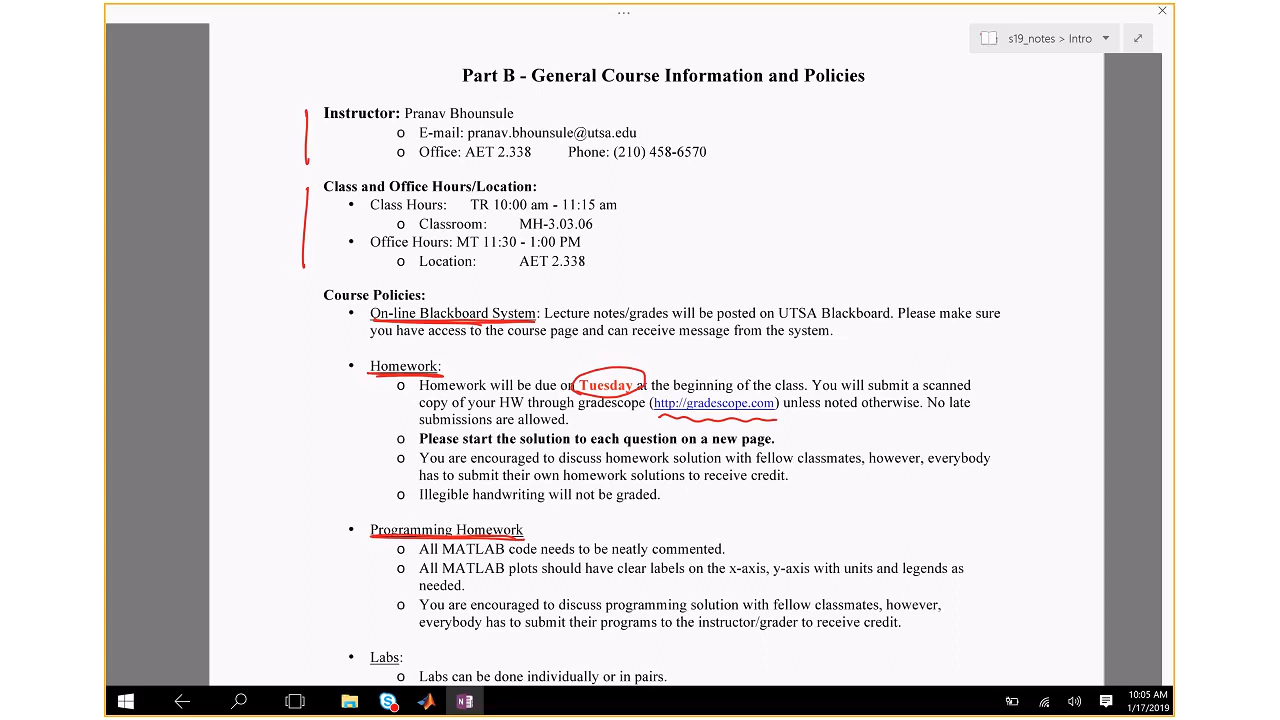 ...
s19_notes > Intro
Part B - General Course Information and Policies
Instructor: Pranav Bhounsule
o E-mail: pranav.bhounsule@utsa.edu
o Office: AET 2.338 Phone: (210) 458-6570
Class and Office Hours/Location:
• Class Hours: TR 10:00 am - 11:15 am
o Classroom: MH-3.03.06
• Office Hours: MT 11:30 - 1:00 PM
o Location: AET 2.338
Course Policies:
• On-line Blackboard System: Lecture notes/grades will be posted on UTSA Blackboard. Please make sure
you have access to the course page and can receive message from the system.
• Homework:
o Homework will be due on Tuesday at the beginning of the class. You will submit a scanned
copy of your HW through gradescope (http://gradescope.com) unless noted otherwise. No late
submissions are allowed.
o Please start the solution to each question on a new page.
o You are encouraged to discuss homework solution with fellow classmates, however, everybody
has to submit their own homework solutions to receive credit.
o Illegible handwriting will not be graded.
• Programming Homework
o All MATLAB code needs to be neatly commented.
o All MATLAB plots should have clear labels on the x-axis, y-axis with units and legends as
needed.
o You are encouraged to discuss programming solution with fellow classmates, however,
everybody has to submit their programs to the instructor/grader to receive credit.
• Labs:
o Labs can be done individually or in pairs.
10:05 AM
1/17/2019